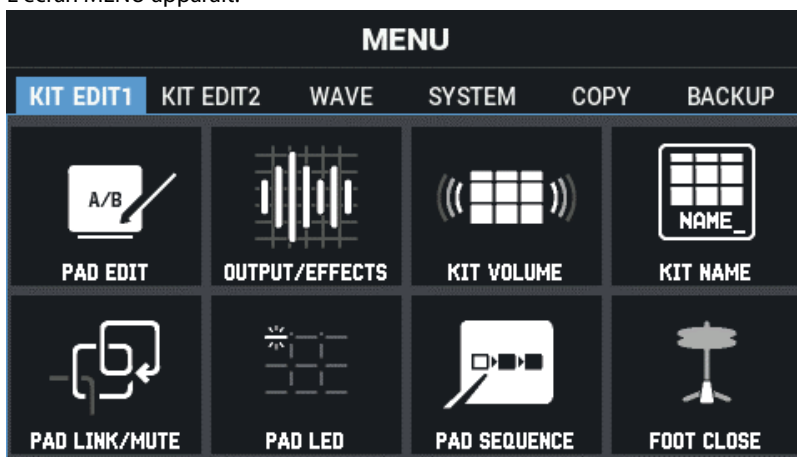 L'écran MENU apparaît.
MENU
KIT EDIT1 KIT EDIT2 WAVE SYSTEM COPY BACKUP
A/B
NAME_
PAD EDIT OUTPUT/EFFECTS KIT VOLUME KIT NAME
PAD LINK/MUTE PAD LED PAD SEQUENCE FOOT CLOSE